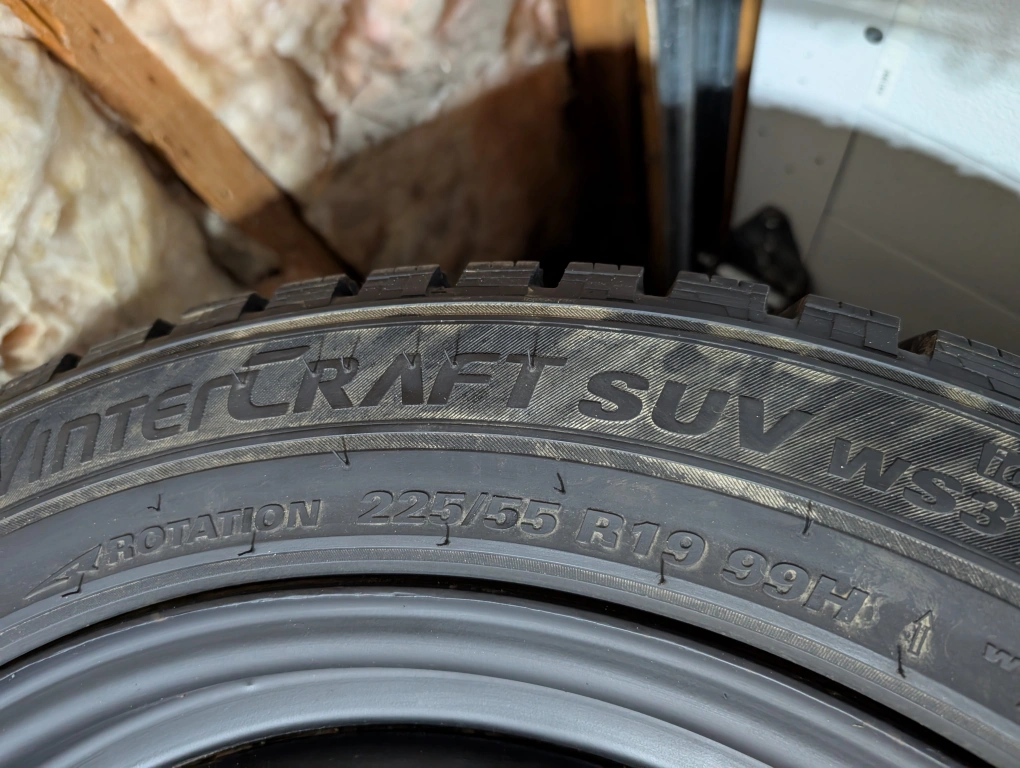 WINTERCRAFT SUV WS3
ROTATION 225/55 R19 99H